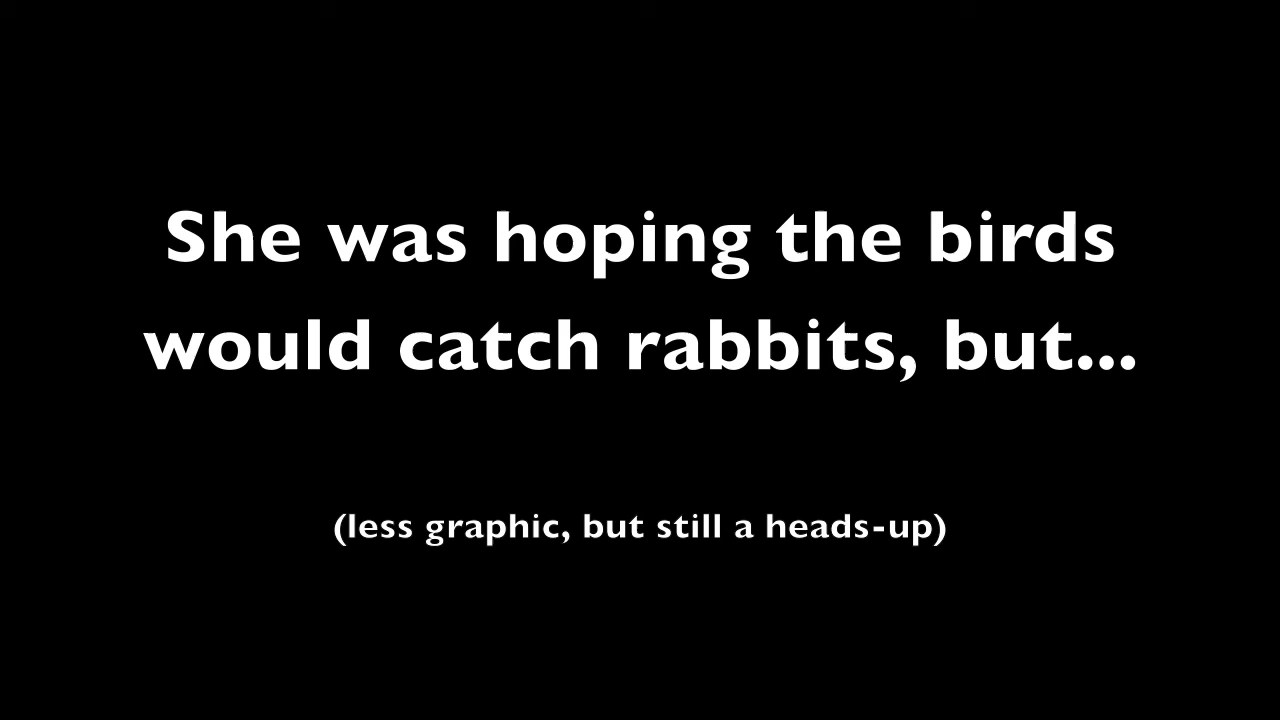 She was hoping the birds
would catch rabbits, but...
(less graphic, but still a heads-up)